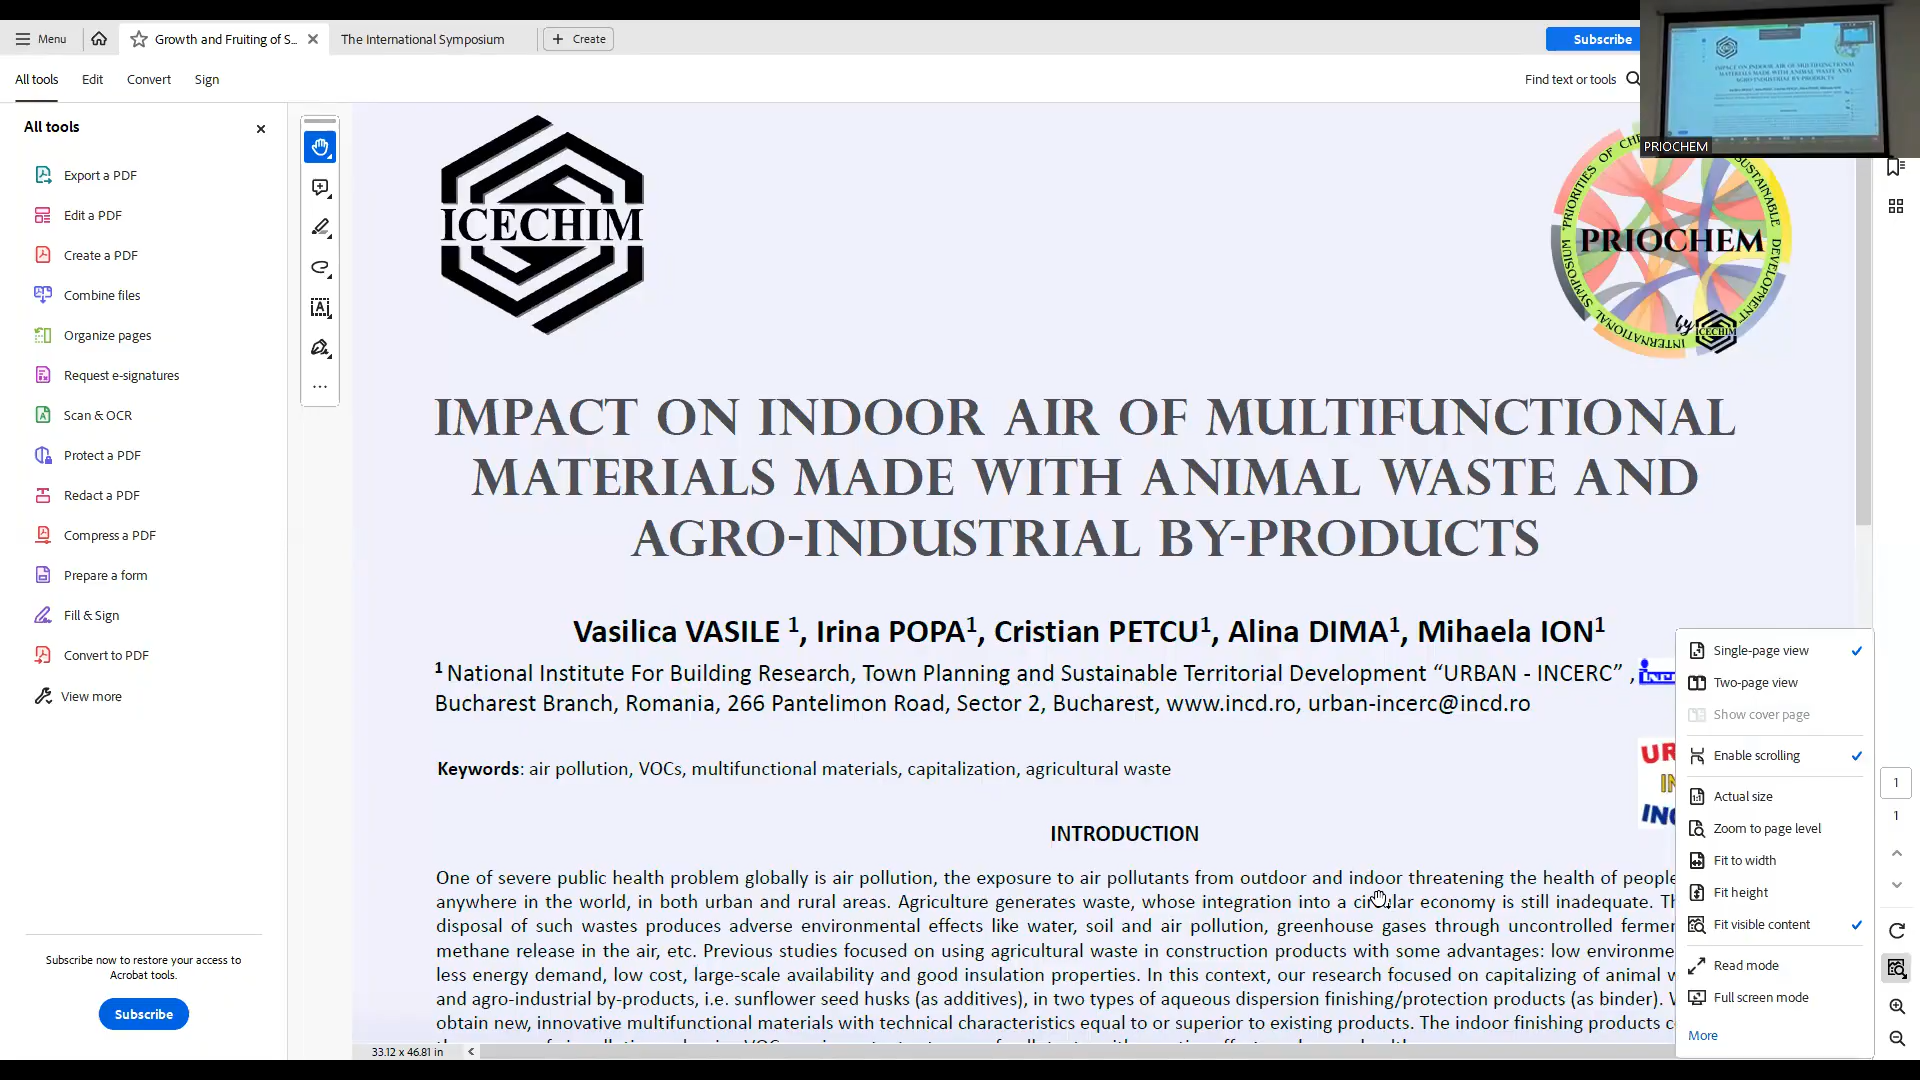 Menu
Growth and Fruiting of S...
The International Symposium
Create
Subscribe
All tools
Edit
Convert
Sign
Find text or tools
All tools
Export a PDF
Edit a PDF
Create a PDF
Combine files
Organize pages
Request e-signatures
Scan & OCR
Protect a PDF
Redact a PDF
Compress a PDF
Prepare a form
Fill & Sign
Convert to PDF
View more
Subscribe now to restore your access to
Acrobat tools.
Subscribe
ICECHIM
PRIOCHEM
PRIORITIES OF
SUSTAINABLE DEVELOPMENT
INTERNATIONAL SYMPOSIUM
PRIOCHEM
by
ICECHIM
IMPACT ON INDOOR AIR OF MULTIFUNCTIONAL
MATERIALS MADE WITH ANIMAL WASTE AND
AGRO-INDUSTRIAL BY-PRODUCTS
Vasilica VASILE 1, Irina POPA1, Cristian PETCU1, Alina DIMA1, Mihaela ION1
1 National Institute For Building Research, Town Planning and Sustainable Territorial Development “URBAN - INCERC” ,
Bucharest Branch, Romania, 266 Pantelimon Road, Sector 2, Bucharest, www.incd.ro, urban-incerc@incd.ro
Keywords: air pollution, VOCs, multifunctional materials, capitalization, agricultural waste
INTRODUCTION
One of severe public health problem globally is air pollution, the exposure to air pollutants from outdoor and indoor threatening the health of people
anywhere in the world, in both urban and rural areas. Agriculture generates waste, whose integration into a circular economy is still inadequate.
disposal of such wastes produces adverse environmental effects like water, soil and air pollution, greenhouse gases through uncontrolled
methane release in the air, etc. Previous studies focused on using agricultural waste in construction products with some advantages: low
less energy demand, low cost, large-scale availability and good insulation properties. In this context, our research focused on capitalizing of animal
and agro-industrial by-products, i.e. sunflower seed husks (as additives), in two types of aqueous dispersion finishing/protection products (as binder).
obtain new, innovative multifunctional materials with technical characteristics equal to or superior to existing products. The indoor finishing products
33.12 x 46.81 in
Single-page view
Two-page view
Show cover page
Enable scrolling
Actual size
Zoom to page level
Fit to width
Fit height
Fit visible content
Read mode
Full screen mode
More
1
1